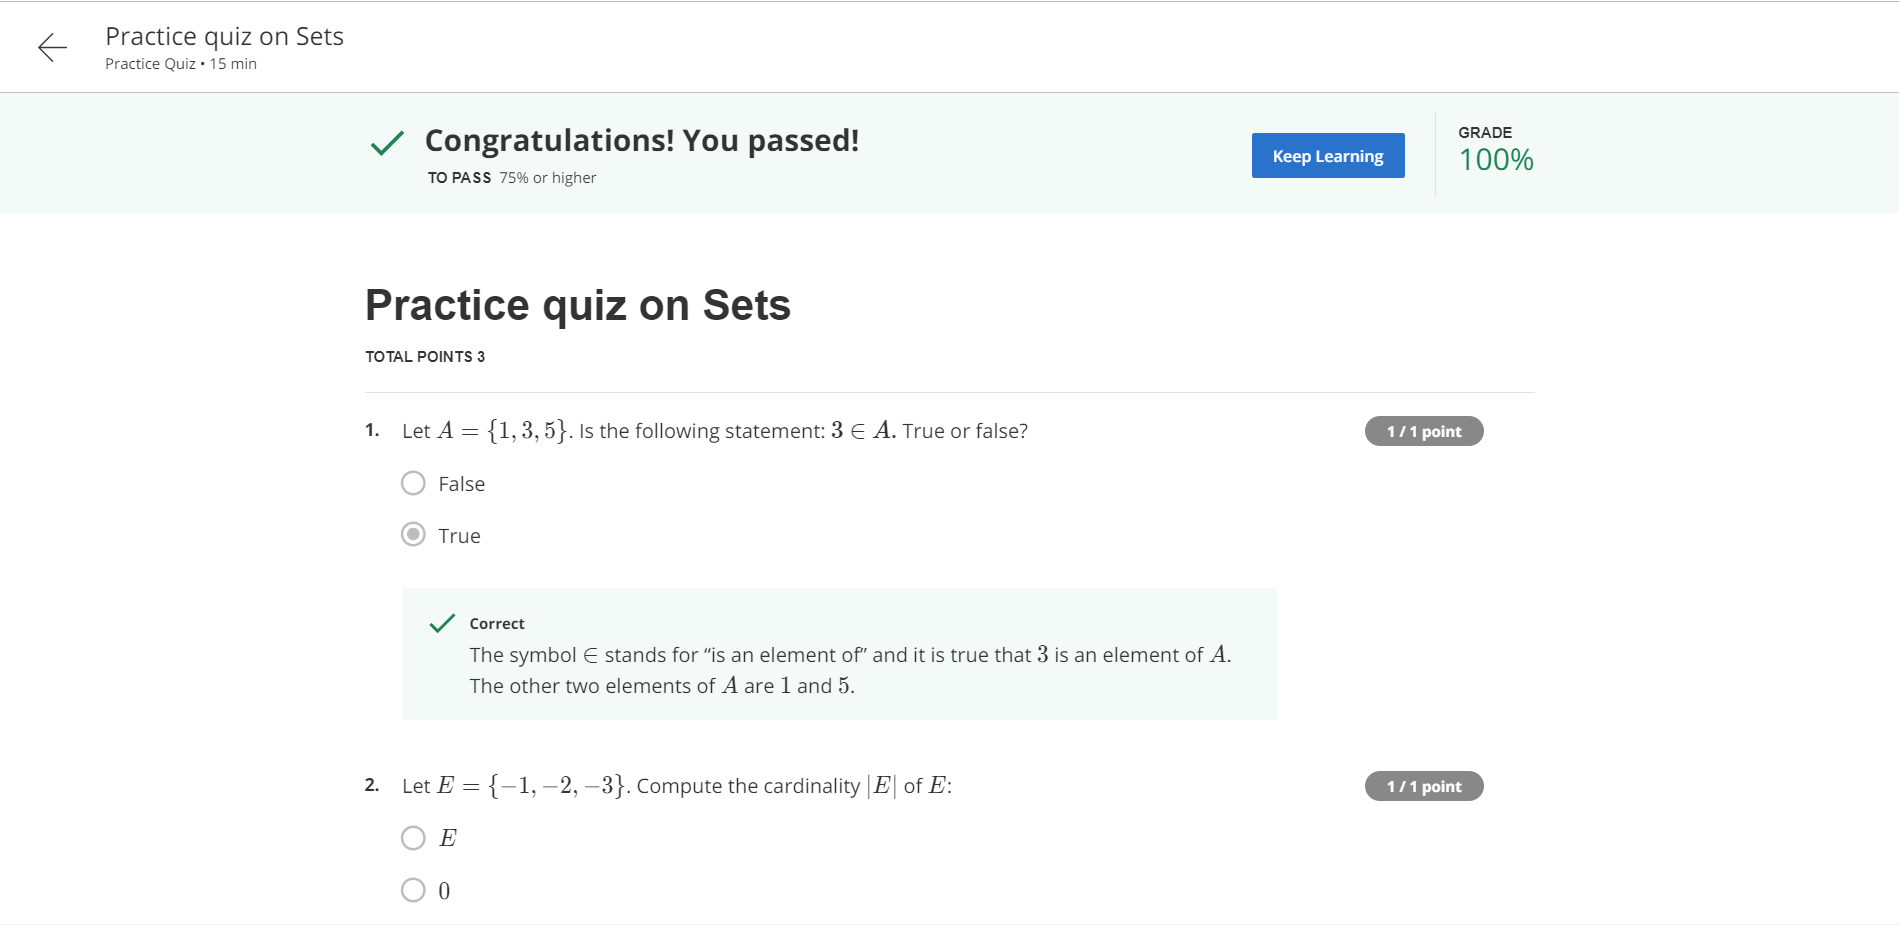 Practice quiz on Sets
Practice Quiz • 15 min
Congratulations! You passed!
TO PASS 75% or higher
Keep Learning
GRADE
100%
Practice quiz on Sets
TOTAL POINTS 3
1. Let A = {1, 3, 5}. Is the following statement: 3 ∈ A. True or false?
1 / 1 point
False
True
Correct
The symbol ∈ stands for “is an element of” and it is true that 3 is an element of A.
The other two elements of A are 1 and 5.
2. Let E = {−1, −2, −3}. Compute the cardinality |E| of E:
1 / 1 point
E
0